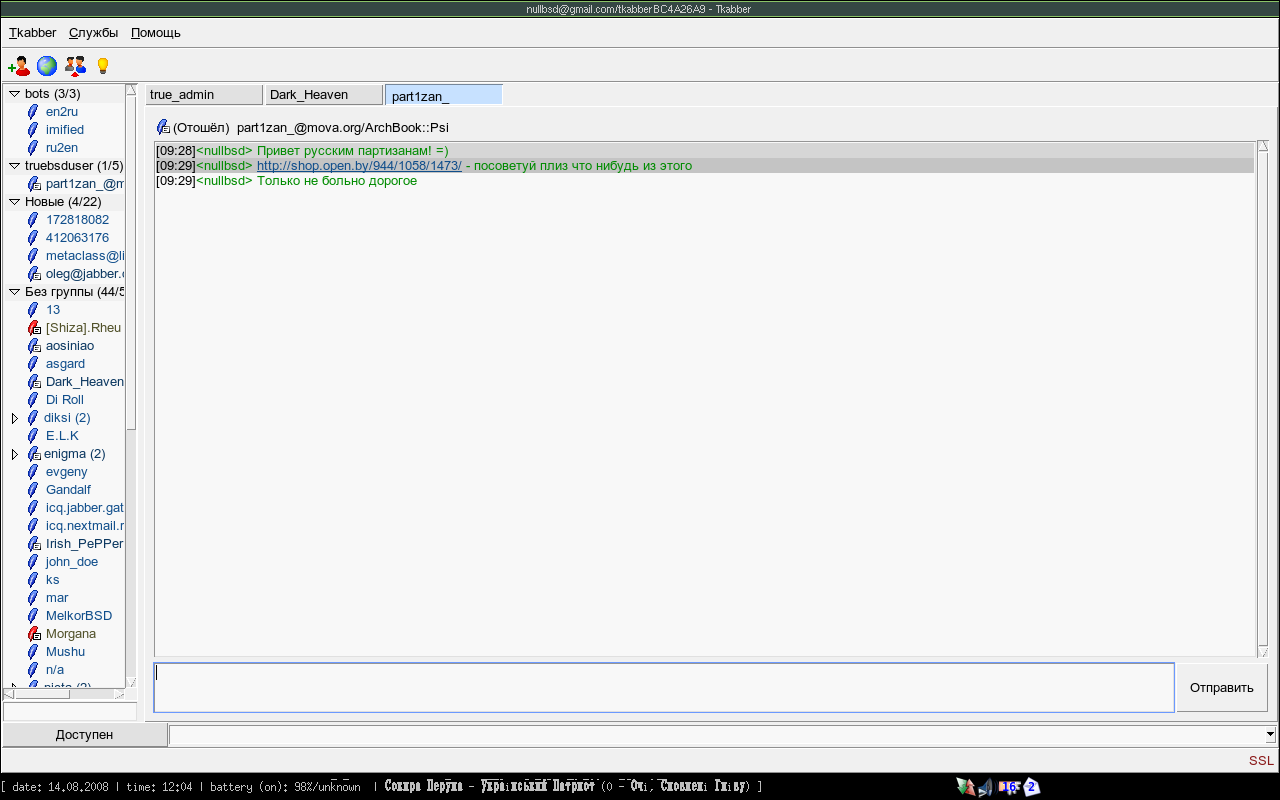 nullbsd@gmail.com/tkabberBC4A26A9 - Tkabber
Tkabber Службы Помощь
bots (3/3)
en2ru
imified
ru2en
truebsduser (1/5)
part1zan_@m
Новые (4/22)
172818082
412063176
metaclass@li
oleg@jabber.c
Без группы (44/5
13
[Shiza].Rheu
aosiniao
asgard
Dark_Heaven
Di Roll
diksi (2)
E.L.K
enigma (2)
evgeny
Gandalf
icq.jabber.gat
icq.nextmail.r
Irish_PePPer
john_doe
ks
mar
MelkorBSD
Morgana
Mushu
n/a
true_admin Dark_Heaven part1zan_
(Отошёл) part1zan_@mova.org/ArchBook::Psi
[09:28]<nullbsd> Привет русским партизанам! =)
[09:29]<nullbsd> http://shop.open.by/944/1058/1473/ - посоветуй плиз что нибудь из этого
[09:29]<nullbsd> Только не больно дорогое
Отправить
Доступен
SSL
[ date: 14.08.2008 | time: 12:04 | battery (on): 98%/unknown | Сокира Перуна - Український Патріот (0 - Очі, Сповнені Гніву) ]
16 2